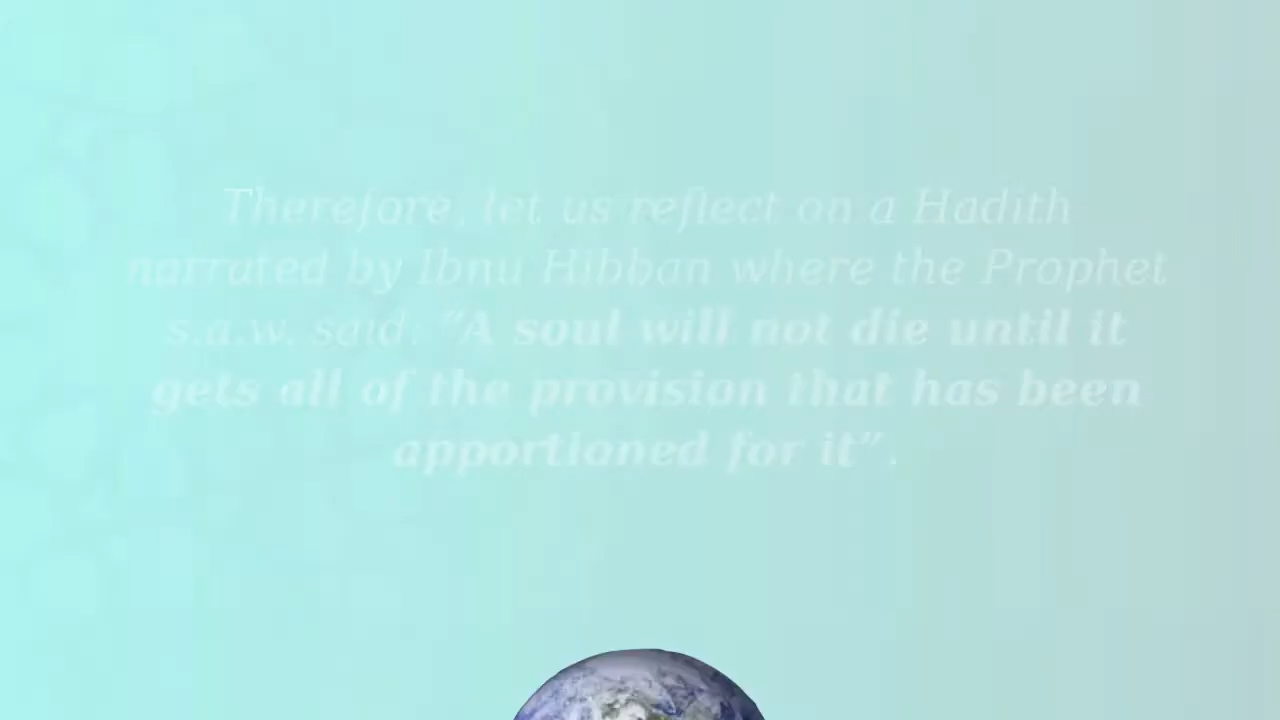 Therefore, let us reflect on a Hadith
narrated by Ibnu Hibban where the Prophet
s.a.w. said: “A soul will not die until it
gets all of the provision that has been
apportioned for it”.